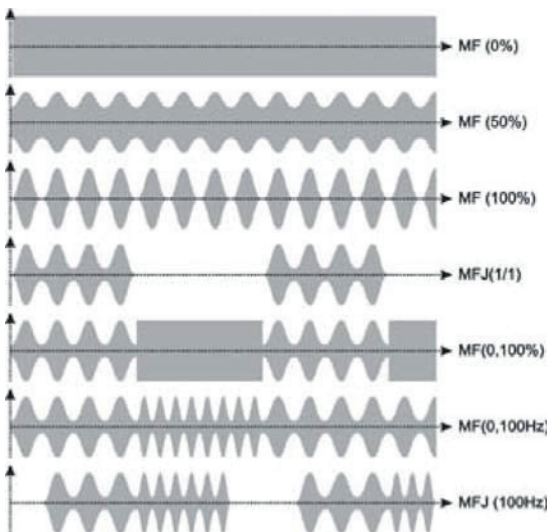 MF (0%)
MF (50%)
MF (100%)
MFJ(1/1)
MF(0,100%)
MF(0,100Hz)
MFJ (100Hz)